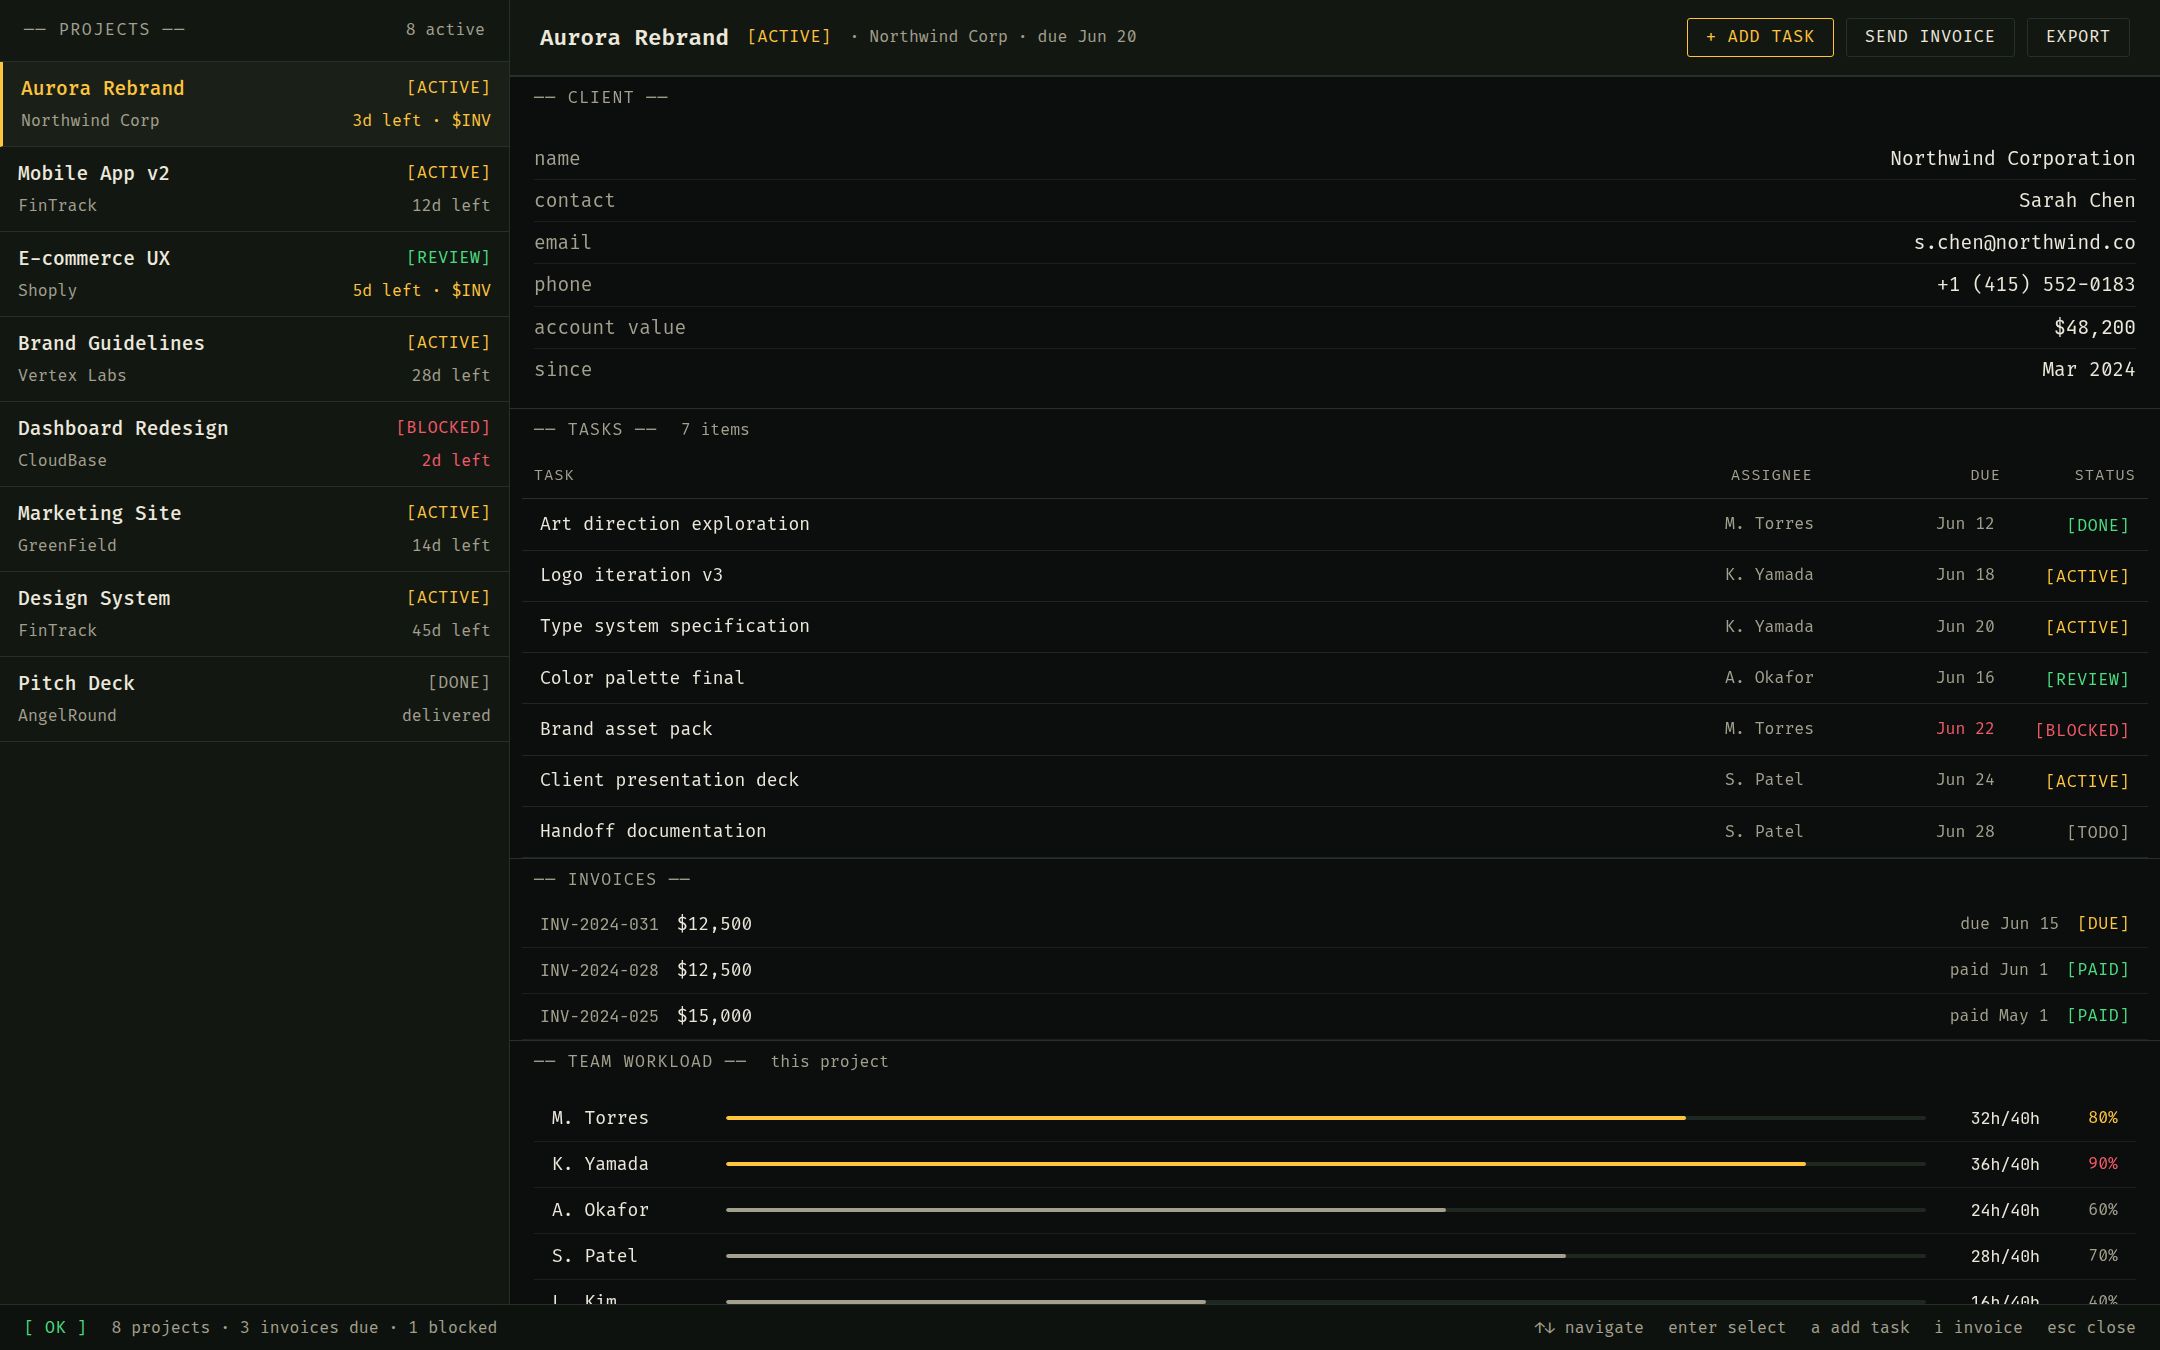 —— PROJECTS —— 8 active
Aurora Rebrand [ACTIVE]
Northwind Corp 3d left · $INV
Mobile App v2 [ACTIVE]
FinTrack 12d left
E-commerce UX [REVIEW]
Shoply 5d left · $INV
Brand Guidelines [ACTIVE]
Vertex Labs 28d left
Dashboard Redesign [BLOCKED]
CloudBase 2d left
Marketing Site [ACTIVE]
GreenField 14d left
Design System [ACTIVE]
FinTrack 45d left
Pitch Deck [DONE]
AngelRound delivered
Aurora Rebrand [ACTIVE] · Northwind Corp · due Jun 20 + ADD TASK SEND INVOICE EXPORT
—— CLIENT ——
name Northwind Corporation
contact Sarah Chen
email s.chen@northwind.co
phone +1 (415) 552-0183
account value $48,200
since Mar 2024
—— TASKS —— 7 items
TASK ASSIGNEE DUE STATUS
Art direction exploration M. Torres Jun 12 [DONE]
Logo iteration v3 K. Yamada Jun 18 [ACTIVE]
Type system specification K. Yamada Jun 20 [ACTIVE]
Color palette final A. Okafor Jun 16 [REVIEW]
Brand asset pack M. Torres Jun 22 [BLOCKED]
Client presentation deck S. Patel Jun 24 [ACTIVE]
Handoff documentation S. Patel Jun 28 [TODO]
—— INVOICES ——
INV-2024-031 $12,500 due Jun 15 [DUE]
INV-2024-028 $12,500 paid Jun 1 [PAID]
INV-2024-025 $15,000 paid May 1 [PAID]
—— TEAM WORKLOAD —— this project
M. Torres 32h/40h 80%
K. Yamada 36h/40h 90%
A. Okafor 24h/40h 60%
S. Patel 28h/40h 70%
L. Kim 16h/40h 40%
[ OK ] 8 projects · 3 invoices due · 1 blocked ↑↓ navigate enter select a add task i invoice esc close